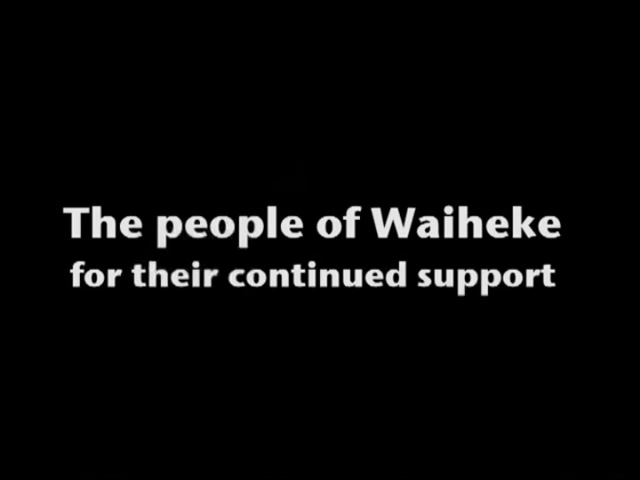 The people of Waiheke
for their continued support